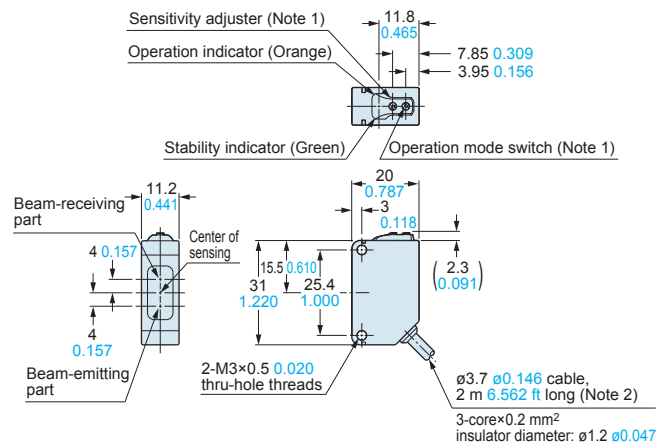 Sensitivity adjuster (Note 1)
11.8
0.465
Operation indicator (Orange)
7.85 0.309
3.95 0.156
Stability indicator (Green)
Operation mode switch (Note 1)
11.2
0.441
20
0.787
Beam-receiving
part
3
0.118
4 0.157
Center of
sensing
15.5 0.610
31
1.220
25.4
1.000
2.3
0.091
4
0.157
Beam-emitting
part
2-M3×0.5 0.020
thru-hole threads
ø3.7 ø0.146 cable,
2 m 6.562 ft long (Note 2)
3-core×0.2 mm²
insulator diameter: ø1.2 ø0.047